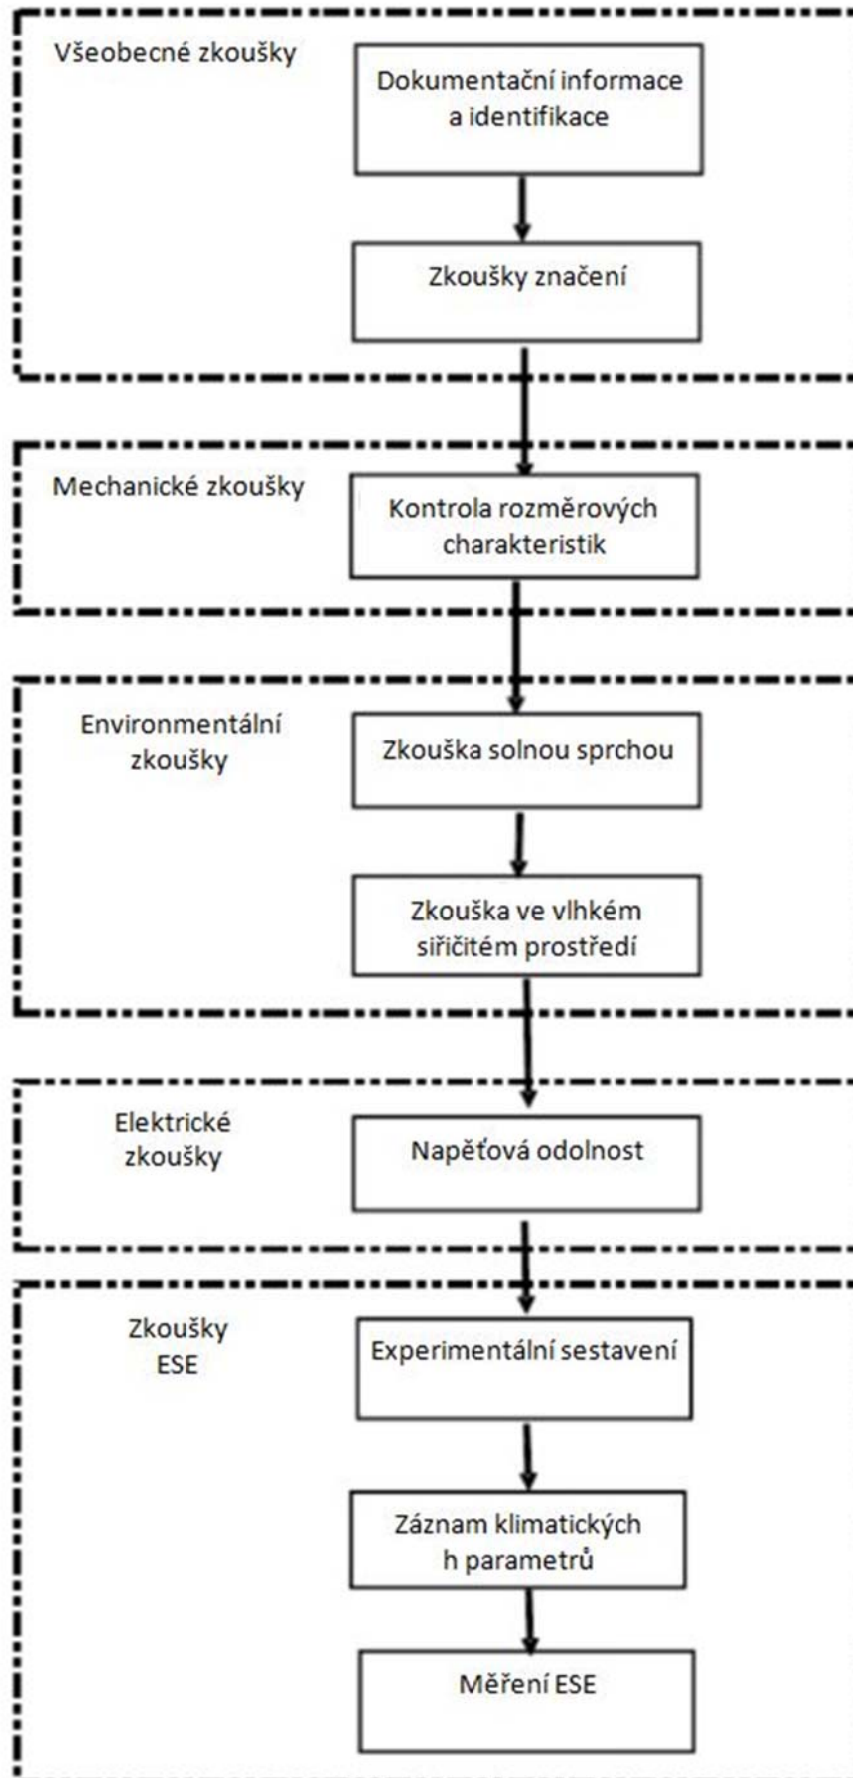 Všeobecné zkoušky
Dokumentační informace
a identifikace
Zkoušky značení
Mechanické zkoušky
Kontrola rozměrových
charakteristik
Environmentální
zkoušky
Zkouška solnou sprchou
Zkouška ve vlhkém
siřičitém prostředí
Elektrické
zkoušky
Napěťová odolnost
Zkoušky
ESE
Experimentální sestavení
Záznam klimatických
h parametrů
Měření ESE